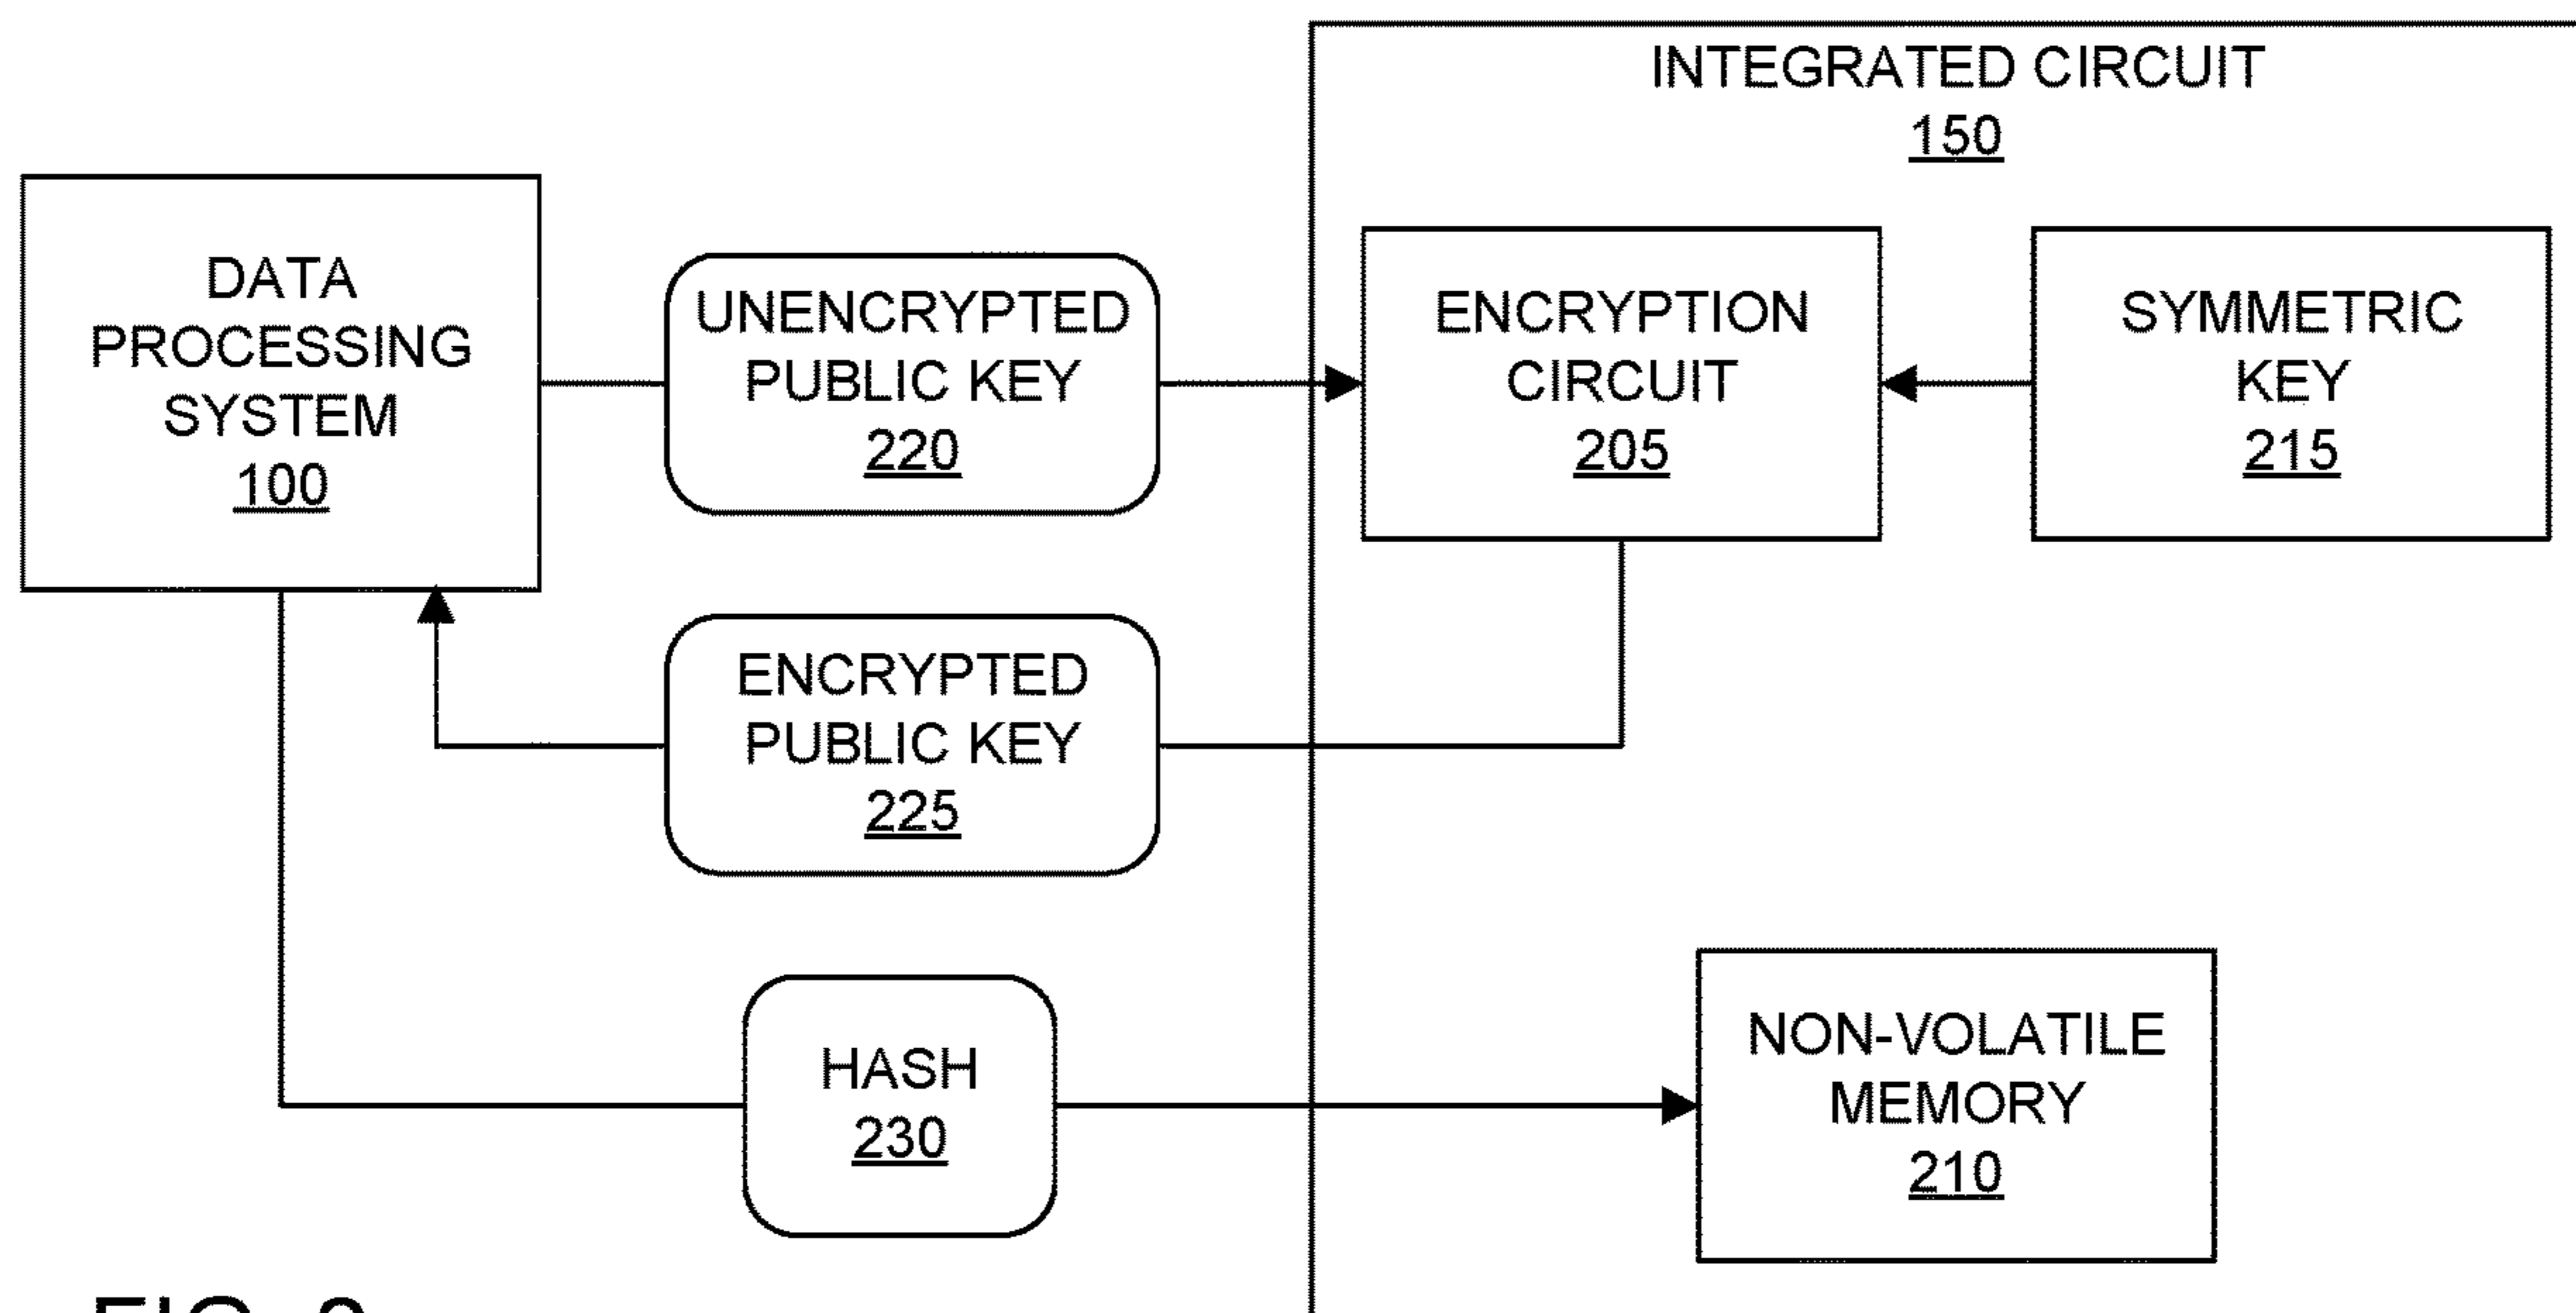 INTEGRATED CIRCUIT
150
DATA
PROCESSING
SYSTEM
100
UNENCRYPTED
PUBLIC KEY
220
ENCRYPTION
CIRCUIT
205
SYMMETRIC
KEY
215
ENCRYPTED
PUBLIC KEY
225
HASH
230
NON-VOLATILE
MEMORY
210
FIG.